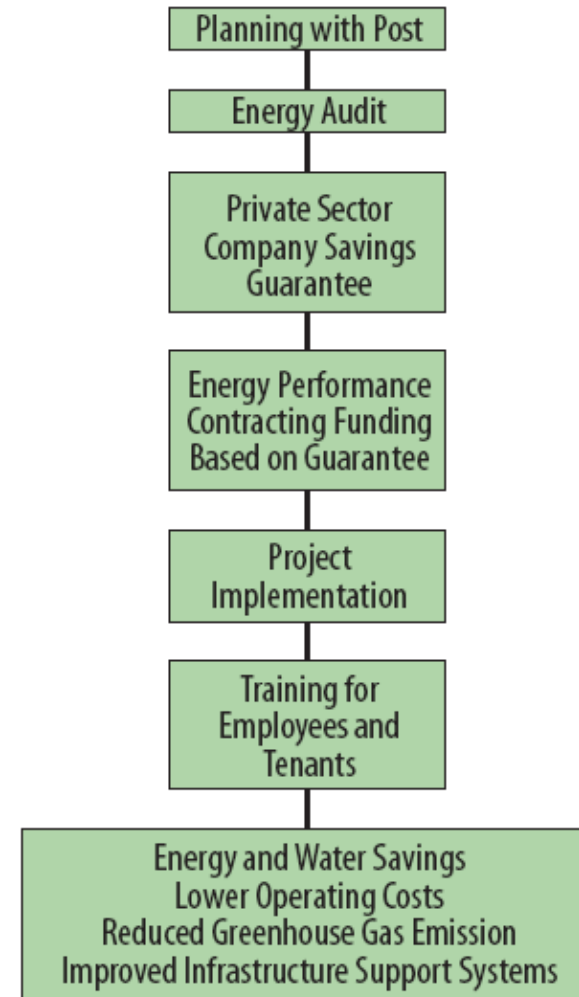 Planning with Post
Energy Audit
Private Sector
Company Savings
Guarantee
Energy Performance
Contracting Funding
Based on Guarantee
Project
Implementation
Training for
Employees and
Tenants
Energy and Water Savings
Lower Operating Costs
Reduced Greenhouse Gas Emission
Improved Infrastructure Support Systems